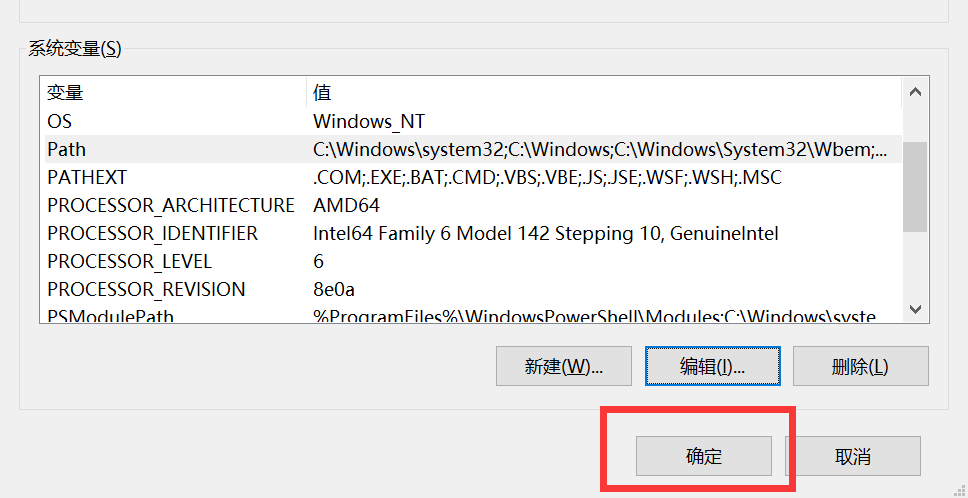 系统变量(S)
变量 值
OS Windows_NT
Path C:\Windows\system32;C:\Windows;C:\Windows\System32\Wbem;...
PATHEXT .COM;.EXE;.BAT;.CMD;.VBS;.VBE;.JS;.JSE;.WSF;.WSH;.MSC
PROCESSOR_ARCHITECTURE AMD64
PROCESSOR_IDENTIFIER Intel64 Family 6 Model 142 Stepping 10, GenuineIntel
PROCESSOR_LEVEL 6
PROCESSOR_REVISION 8e0a
PSModulePath %ProgramFiles%\WindowsPowerShell\Modules;C:\Windows\syste
新建(W)... 编辑(I)... 删除(L)
确定 取消